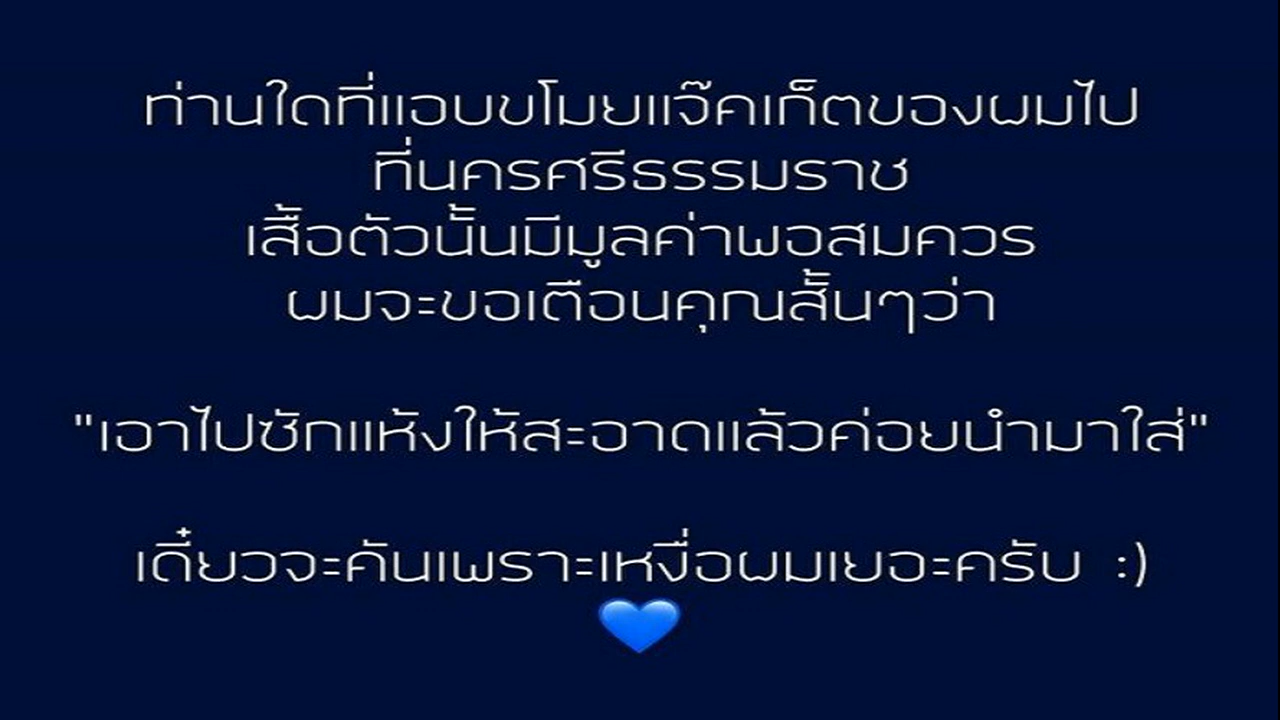 ท่านใดที่แอบขโมยแจ๊คเก็ตของผมไป
ที่นครศรีธรรมราช
เสื้อตัวนั้นมีมูลค่าพอสมควร
ผมจะขอเตือนคุณสั้นๆว่า
"เอาไปซักแห้งให้สะอาดแล้วค่อยนำมาใส่"
เดี๋ยวจะคันเพราะเหงื่อผมเยอะครับ :)
💙